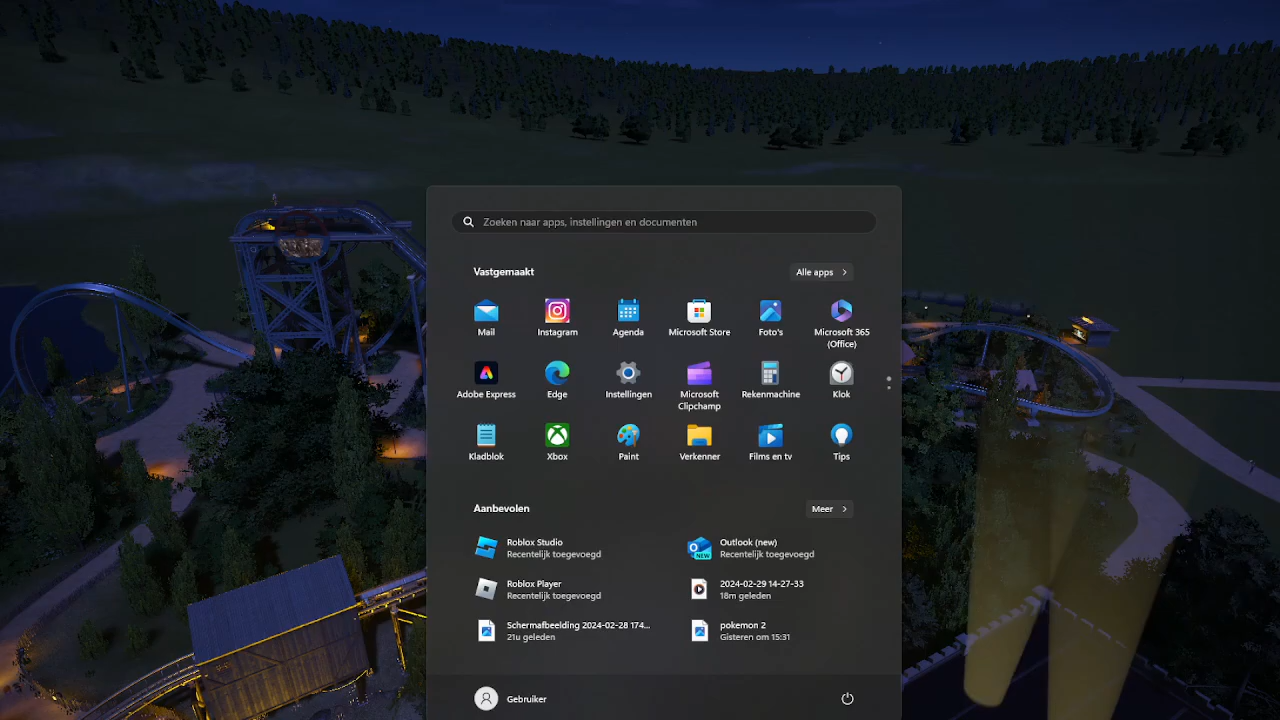 Zoeken naar apps, instellingen en documenten
Vastgemaakt
Alle apps
Mail
Instagram
Agenda
Microsoft Store
Foto's
Microsoft 365
(Office)
Adobe Express
Edge
Instellingen
Microsoft
Clipchamp
Rekenmachine
Klok
Kladblok
Xbox
Paint
Verkenner
Films en tv
Tips
Aanbevolen
Meer
Roblox Studio
Recentelijk toegevoegd
Outlook (new)
Recentelijk toegevoegd
NEW
Roblox Player
Recentelijk toegevoegd
2024-02-29 14-27-33
18m geleden
Schermafbeelding 2024-02-28 174...
21u geleden
pokemon 2
Gisteren om 15:31
Gebruiker